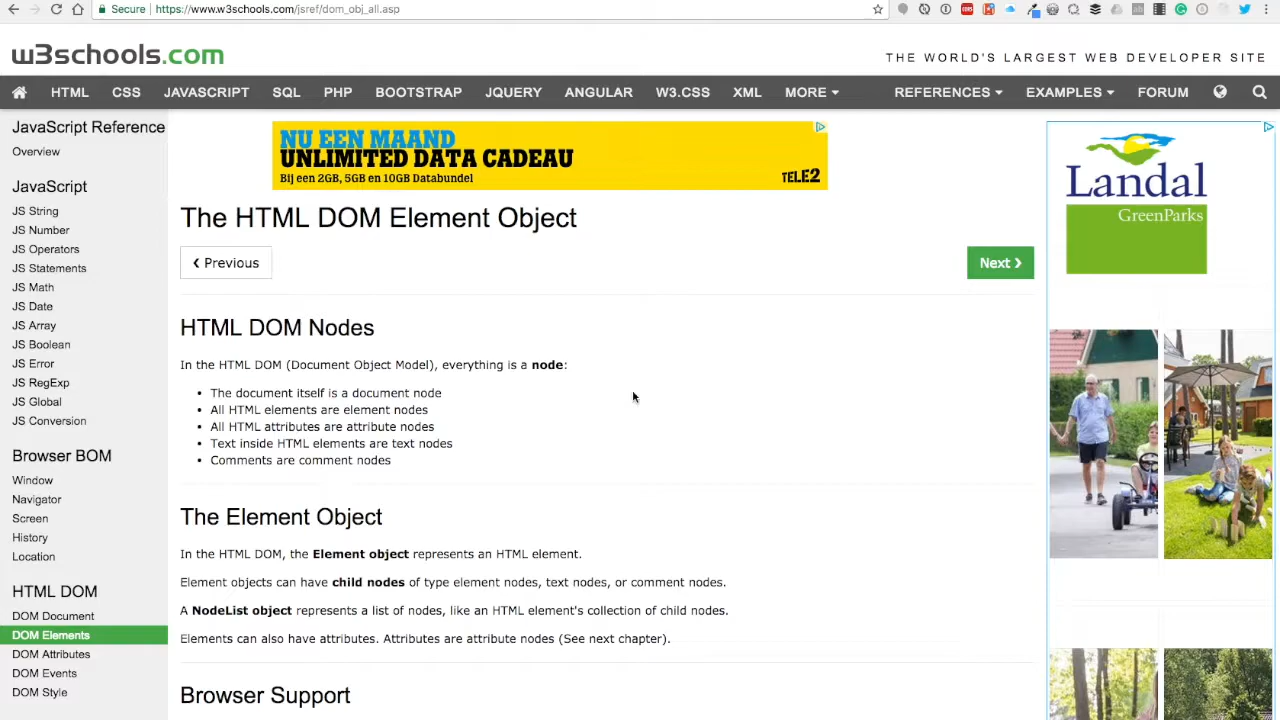 Secure
https://www.w3schools.com/jsref/dom_obj_all.asp
w3schools.com
THE WORLD'S LARGEST WEB DEVELOPER SITE
HTML CSS JAVASCRIPT SQL PHP BOOTSTRAP JQUERY ANGULAR W3.CSS XML MORE REFERENCES EXAMPLES FORUM
JavaScript Reference
Overview
JavaScript
JS String
JS Number
JS Operators
JS Statements
JS Math
JS Date
JS Array
JS Boolean
JS Error
JS RegExp
JS Global
JS Conversion
Browser BOM
Window
Navigator
Screen
History
Location
HTML DOM
DOM Document
DOM Elements
DOM Attributes
DOM Events
DOM Style
NU EEN MAAND
UNLIMITED DATA CADEAU
Bij een 2GB, 5GB en 10GB Databundel
TELE2
The HTML DOM Element Object
❮ Previous
Next ❯
HTML DOM Nodes
In the HTML DOM (Document Object Model), everything is a node:
• The document itself is a document node
• All HTML elements are element nodes
• All HTML attributes are attribute nodes
• Text inside HTML elements are text nodes
• Comments are comment nodes
The Element Object
In the HTML DOM, the Element object represents an HTML element.
Element objects can have child nodes of type element nodes, text nodes, or comment nodes.
A NodeList object represents a list of nodes, like an HTML element's collection of child nodes.
Elements can also have attributes. Attributes are attribute nodes (See next chapter).
Browser Support
Landal
GreenParks